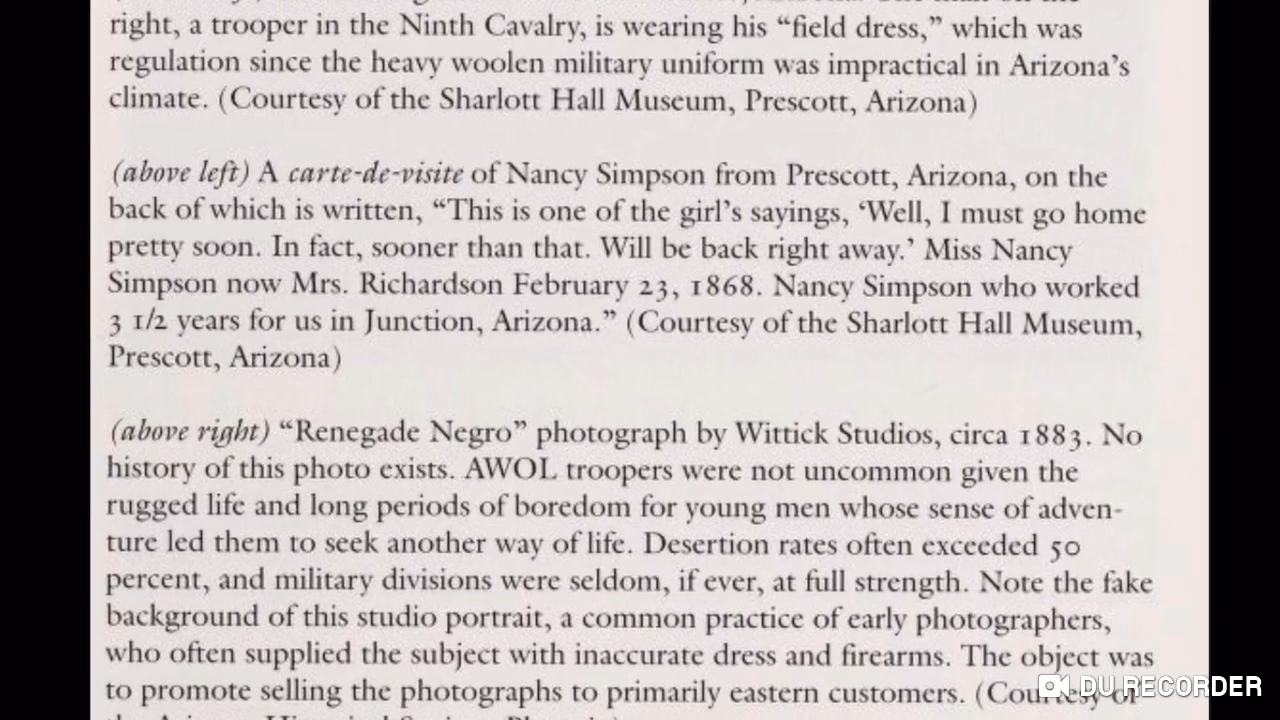 right, a trooper in the Ninth Cavalry, is wearing his “field dress,” which was
regulation since the heavy woolen military uniform was impractical in Arizona’s
climate. (Courtesy of the Sharlott Hall Museum, Prescott, Arizona)
(above left) A carte-de-visite of Nancy Simpson from Prescott, Arizona, on the
back of which is written, “This is one of the girl’s sayings, ‘Well, I must go home
pretty soon. In fact, sooner than that. Will be back right away.’ Miss Nancy
Simpson now Mrs. Richardson February 23, 1868. Nancy Simpson who worked
3 1/2 years for us in Junction, Arizona.” (Courtesy of the Sharlott Hall Museum,
Prescott, Arizona)
(above right) “Renegade Negro” photograph by Wittick Studios, circa 1883. No
history of this photo exists. AWOL troopers were not uncommon given the
rugged life and long periods of boredom for young men whose sense of adven-
ture led them to seek another way of life. Desertion rates often exceeded 50
percent, and military divisions were seldom, if ever, at full strength. Note the fake
background of this studio portrait, a common practice of early photographers,
who often supplied the subject with inaccurate dress and firearms. The object was
to promote selling the photographs to primarily eastern customers. (Courtesy of
DU RECORDER